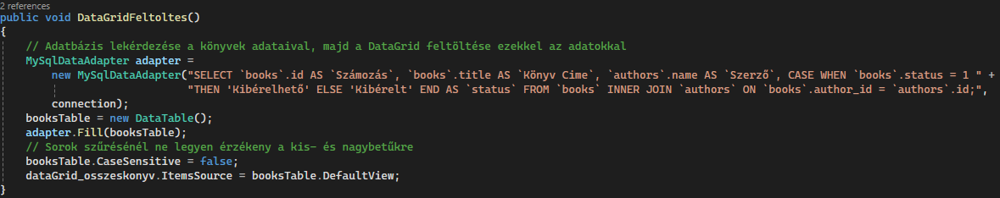 2 references
public void DataGridFeltoltes()
{
// Adatbázis lekérdezése a könyvek adataival, majd a DataGrid feltöltése ezekkel az adatokkal
MySqlDataAdapter adapter =
new MySqlDataAdapter("SELECT `books`.id AS `Számozás`, `books`.title AS `Könyv Cime`, `authors`.name AS `Szerző`, CASE WHEN `books`.status = 1 " +
"THEN 'Kibérelhető' ELSE 'Kibérelt' END AS `status` FROM `books` INNER JOIN `authors` ON `books`.author_id = `authors`.id;",
connection);
booksTable = new DataTable();
adapter.Fill(booksTable);
// Sorok szűrésénél ne legyen érzékeny a kis- és nagybetűkre
booksTable.CaseSensitive = false;
dataGrid_osszeskonyv.ItemsSource = booksTable.DefaultView;
}